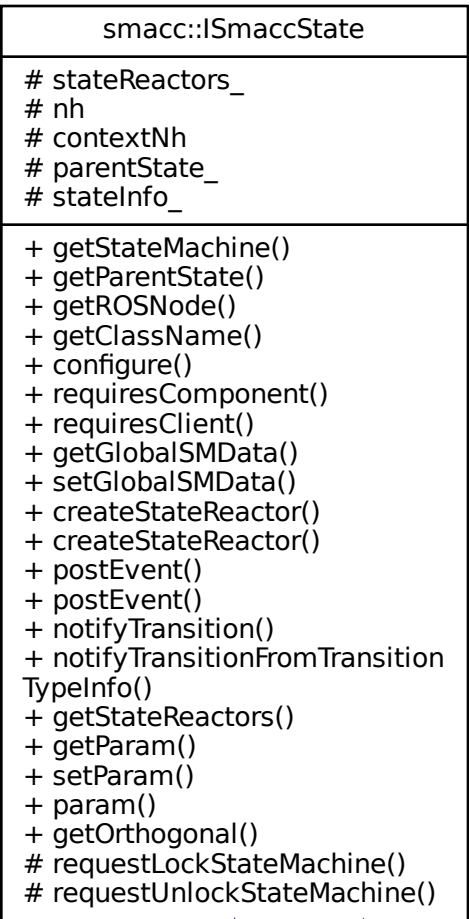 smacc::ISmaccState
# stateReactors_
# nh
# contextNh
# parentState_
# stateInfo_
+ getStateMachine()
+ getParentState()
+ getROSNode()
+ getClassName()
+ configure()
+ requiresComponent()
+ requiresClient()
+ getGlobalSMData()
+ setGlobalSMData()
+ createStateReactor()
+ createStateReactor()
+ postEvent()
+ postEvent()
+ notifyTransition()
+ notifyTransitionFromTransition
TypeInfo()
+ getStateReactors()
+ getParam()
+ setParam()
+ param()
+ getOrthogonal()
# requestLockStateMachine()
# requestUnlockStateMachine()